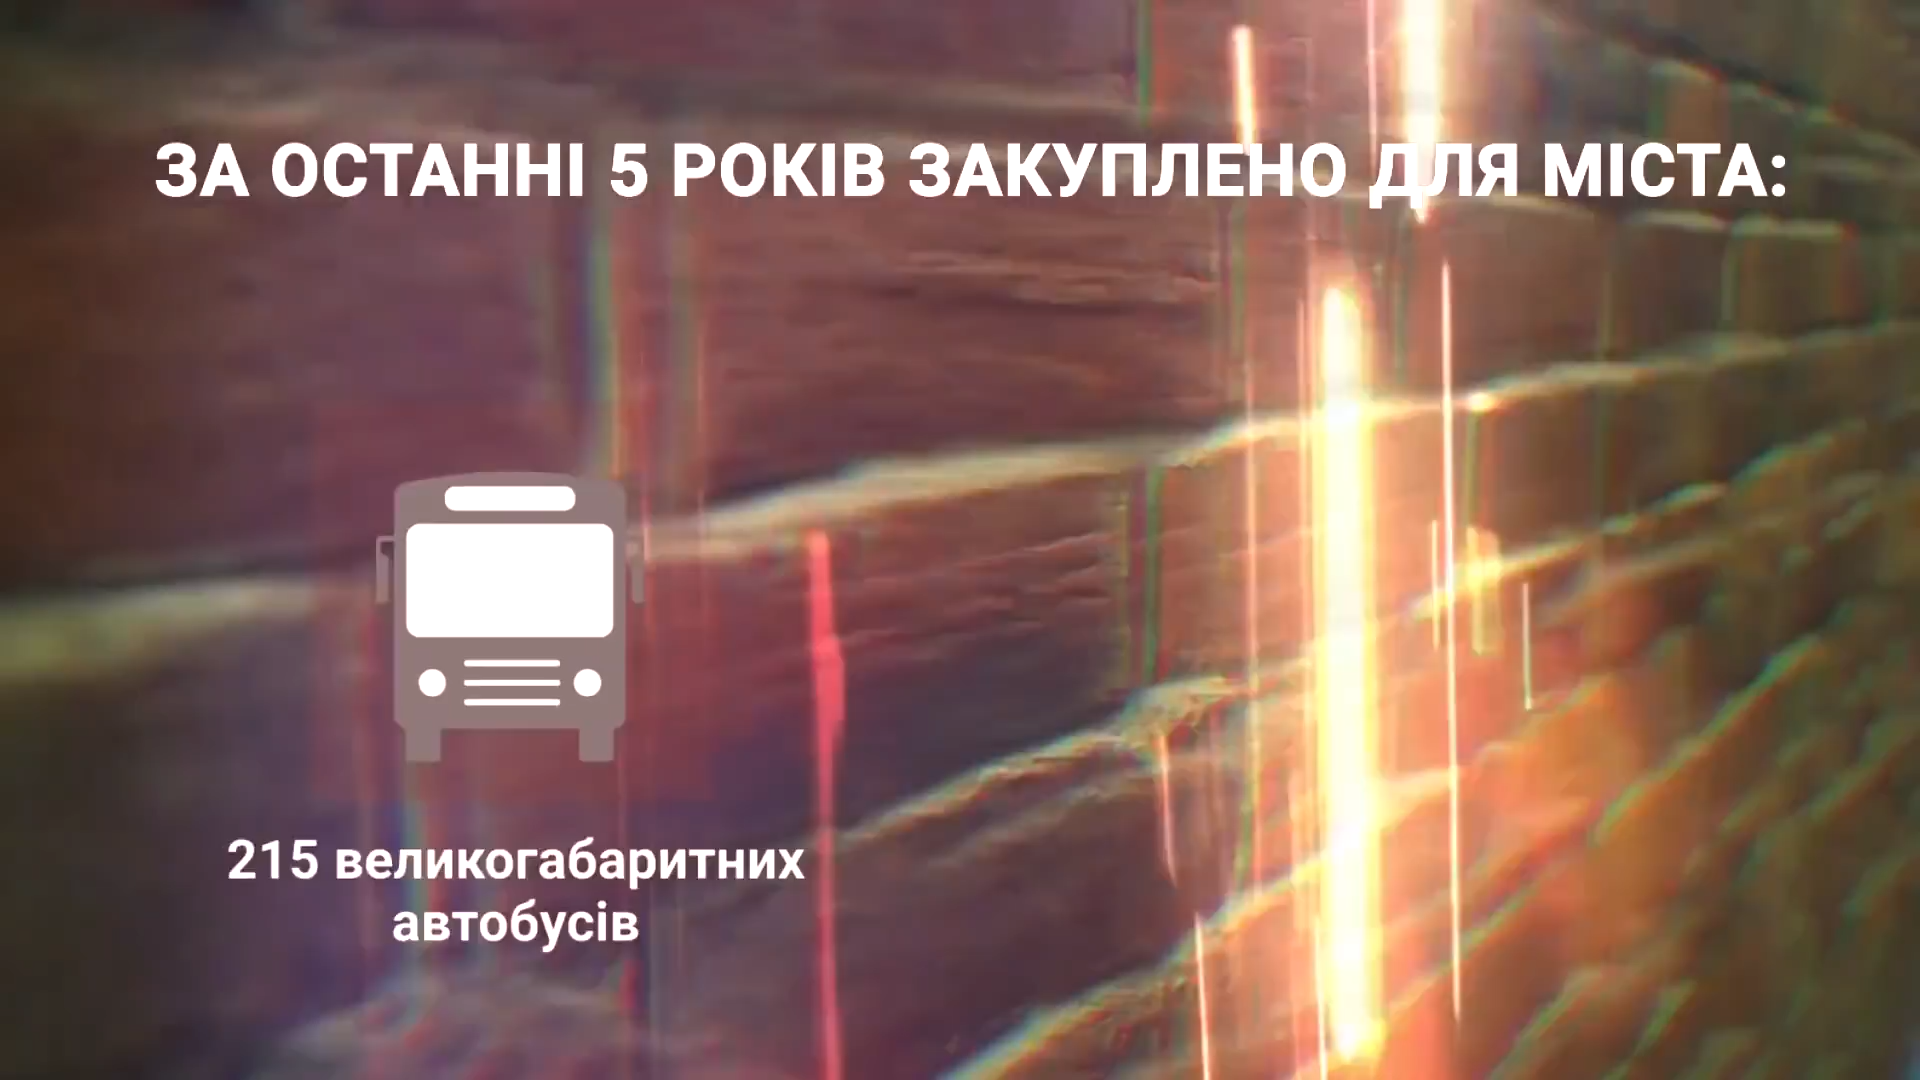 ЗА ОСТАННІ 5 РОКІВ ЗАКУПЛЕНО ДЛЯ МІСТА:
215 великогабаритних
автобусів